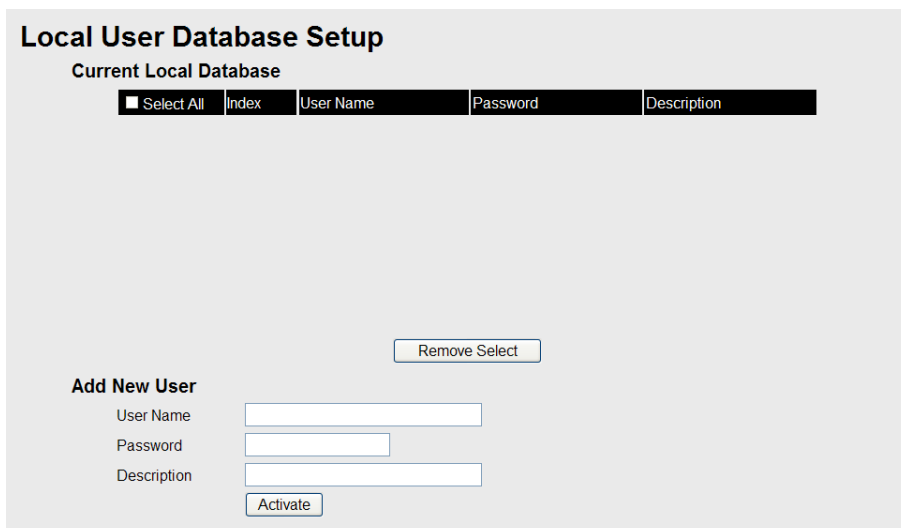 Local User Database Setup
Current Local Database
Select All Index User Name Password Description
Remove Select
Add New User
User Name
Password
Description
Activate